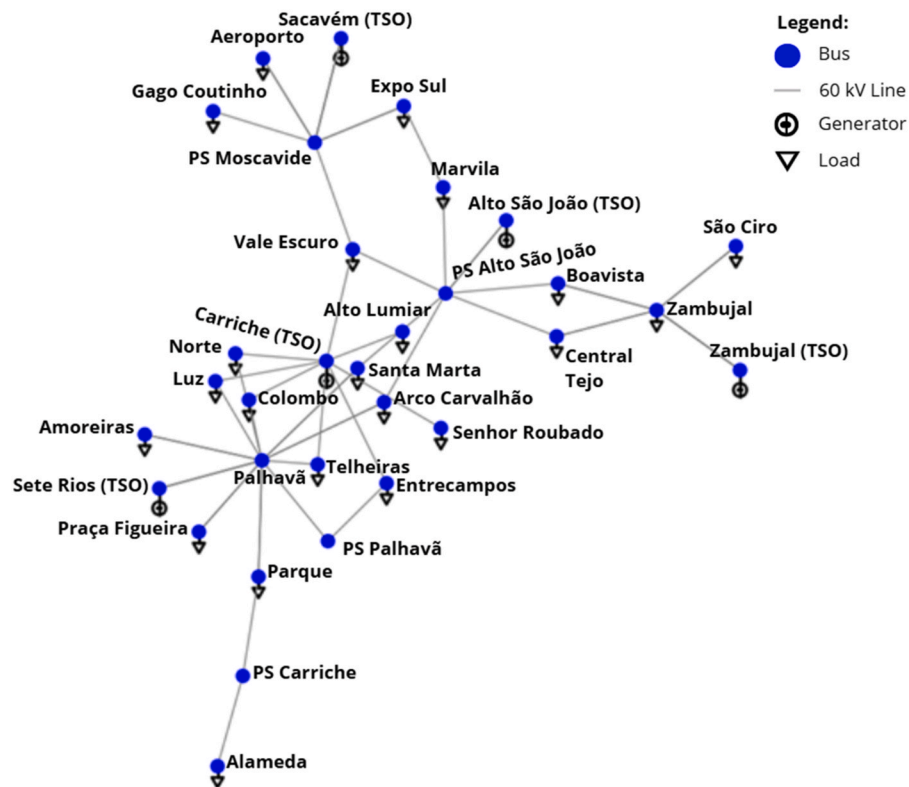 Sacavém (TSO)
Legend:
Aeroporto
Bus
Gago Coutinho
Expo Sul
60 kV Line
Generator
PS Moscavide
Load
Marvila
Alto São João (TSO)
São Ciro
Vale Escuro
PS Alto São João
Boavista
Alto Lumiar
Zambujal
Carriche (TSO)
Norte
Central
Tejo
Zambujal (TSO)
Santa Marta
Luz
Colombo
Arco Carvalhão
Amoreiras
Senhor Roubado
Palhavã
Telheiras
Sete Rios (TSO)
Entrecampos
Praça Figueira
PS Palhavã
Parque
PS Carriche
Alameda